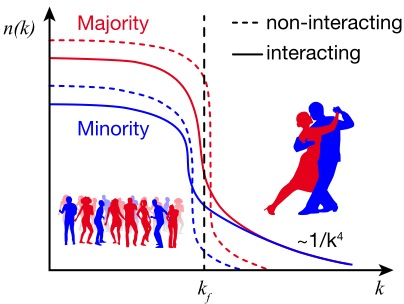 n(k)
Majority
non-interacting
interacting
Minority
~1/k⁴
k_f
k